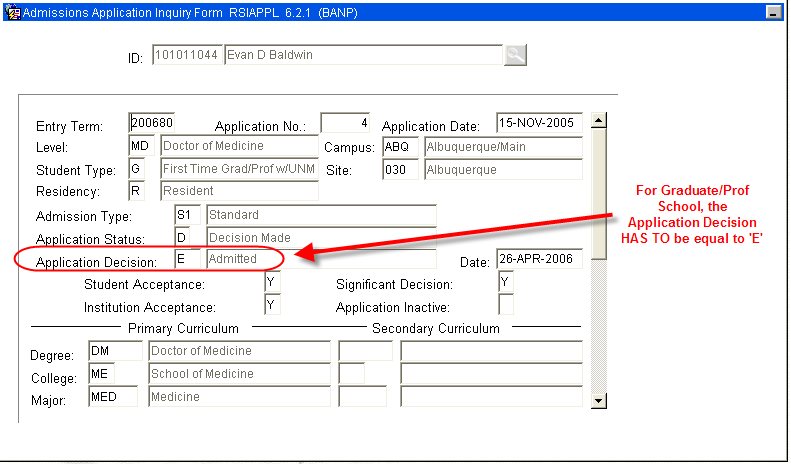 Admissions Application Inquiry Form RSIAPPL 6.2.1 (BANP)
ID: 101011044 Evan D Baldwin
Entry Term: 200680 Application No.: 4 Application Date: 15-NOV-2005
Level: MD Doctor of Medicine Campus: ABQ Albuquerque/Main
Student Type: G First Time Grad/Prof w/UNM Site: 030 Albuquerque
Residency: R Resident
Admission Type: S1 Standard
Application Status: D Decision Made
Application Decision: E Admitted Date: 26-APR-2006
Student Acceptance: Y Significant Decision: Y
Institution Acceptance: Y Application Inactive:
Primary Curriculum Secondary Curriculum
Degree: DM Doctor of Medicine
College: ME School of Medicine
Major: MED Medicine
For Graduate/Prof
School, the
Application Decision
HAS TO be equal to 'E'